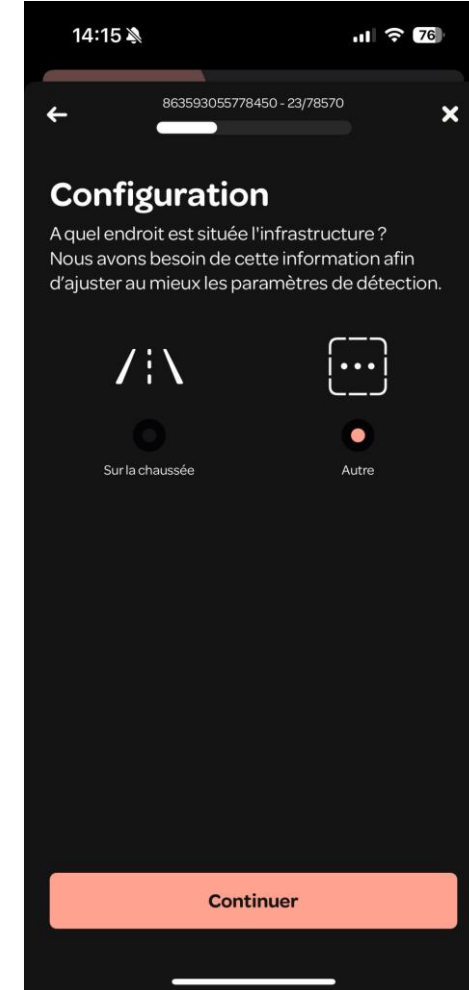 14:15
76
863593055778450 - 23/78570
Configuration
A quel endroit est située l'infrastructure ?
Nous avons besoin de cette information afin
d'ajuster au mieux les paramètres de détection.
Sur la chaussée
Autre
Continuer